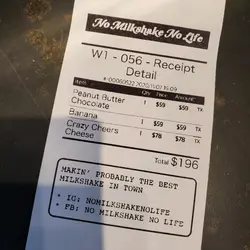 No Milkshake No Life
W1 - 056 - Receipt
Detail
Item Qty Price Amount
Peanut Butter 1 $59 $59 TX
Chocolate
Banana 1 $59 $59 TX
Crazy Cheers 1 $78 $78 TX
Cheese
Total $196
MAKIN' PROBABLY THE BEST
MILKSHAKE IN TOWN
* IG: NOMILKSHAKENOLIFE
* FB: NO MILKSHAKE NO LIFE